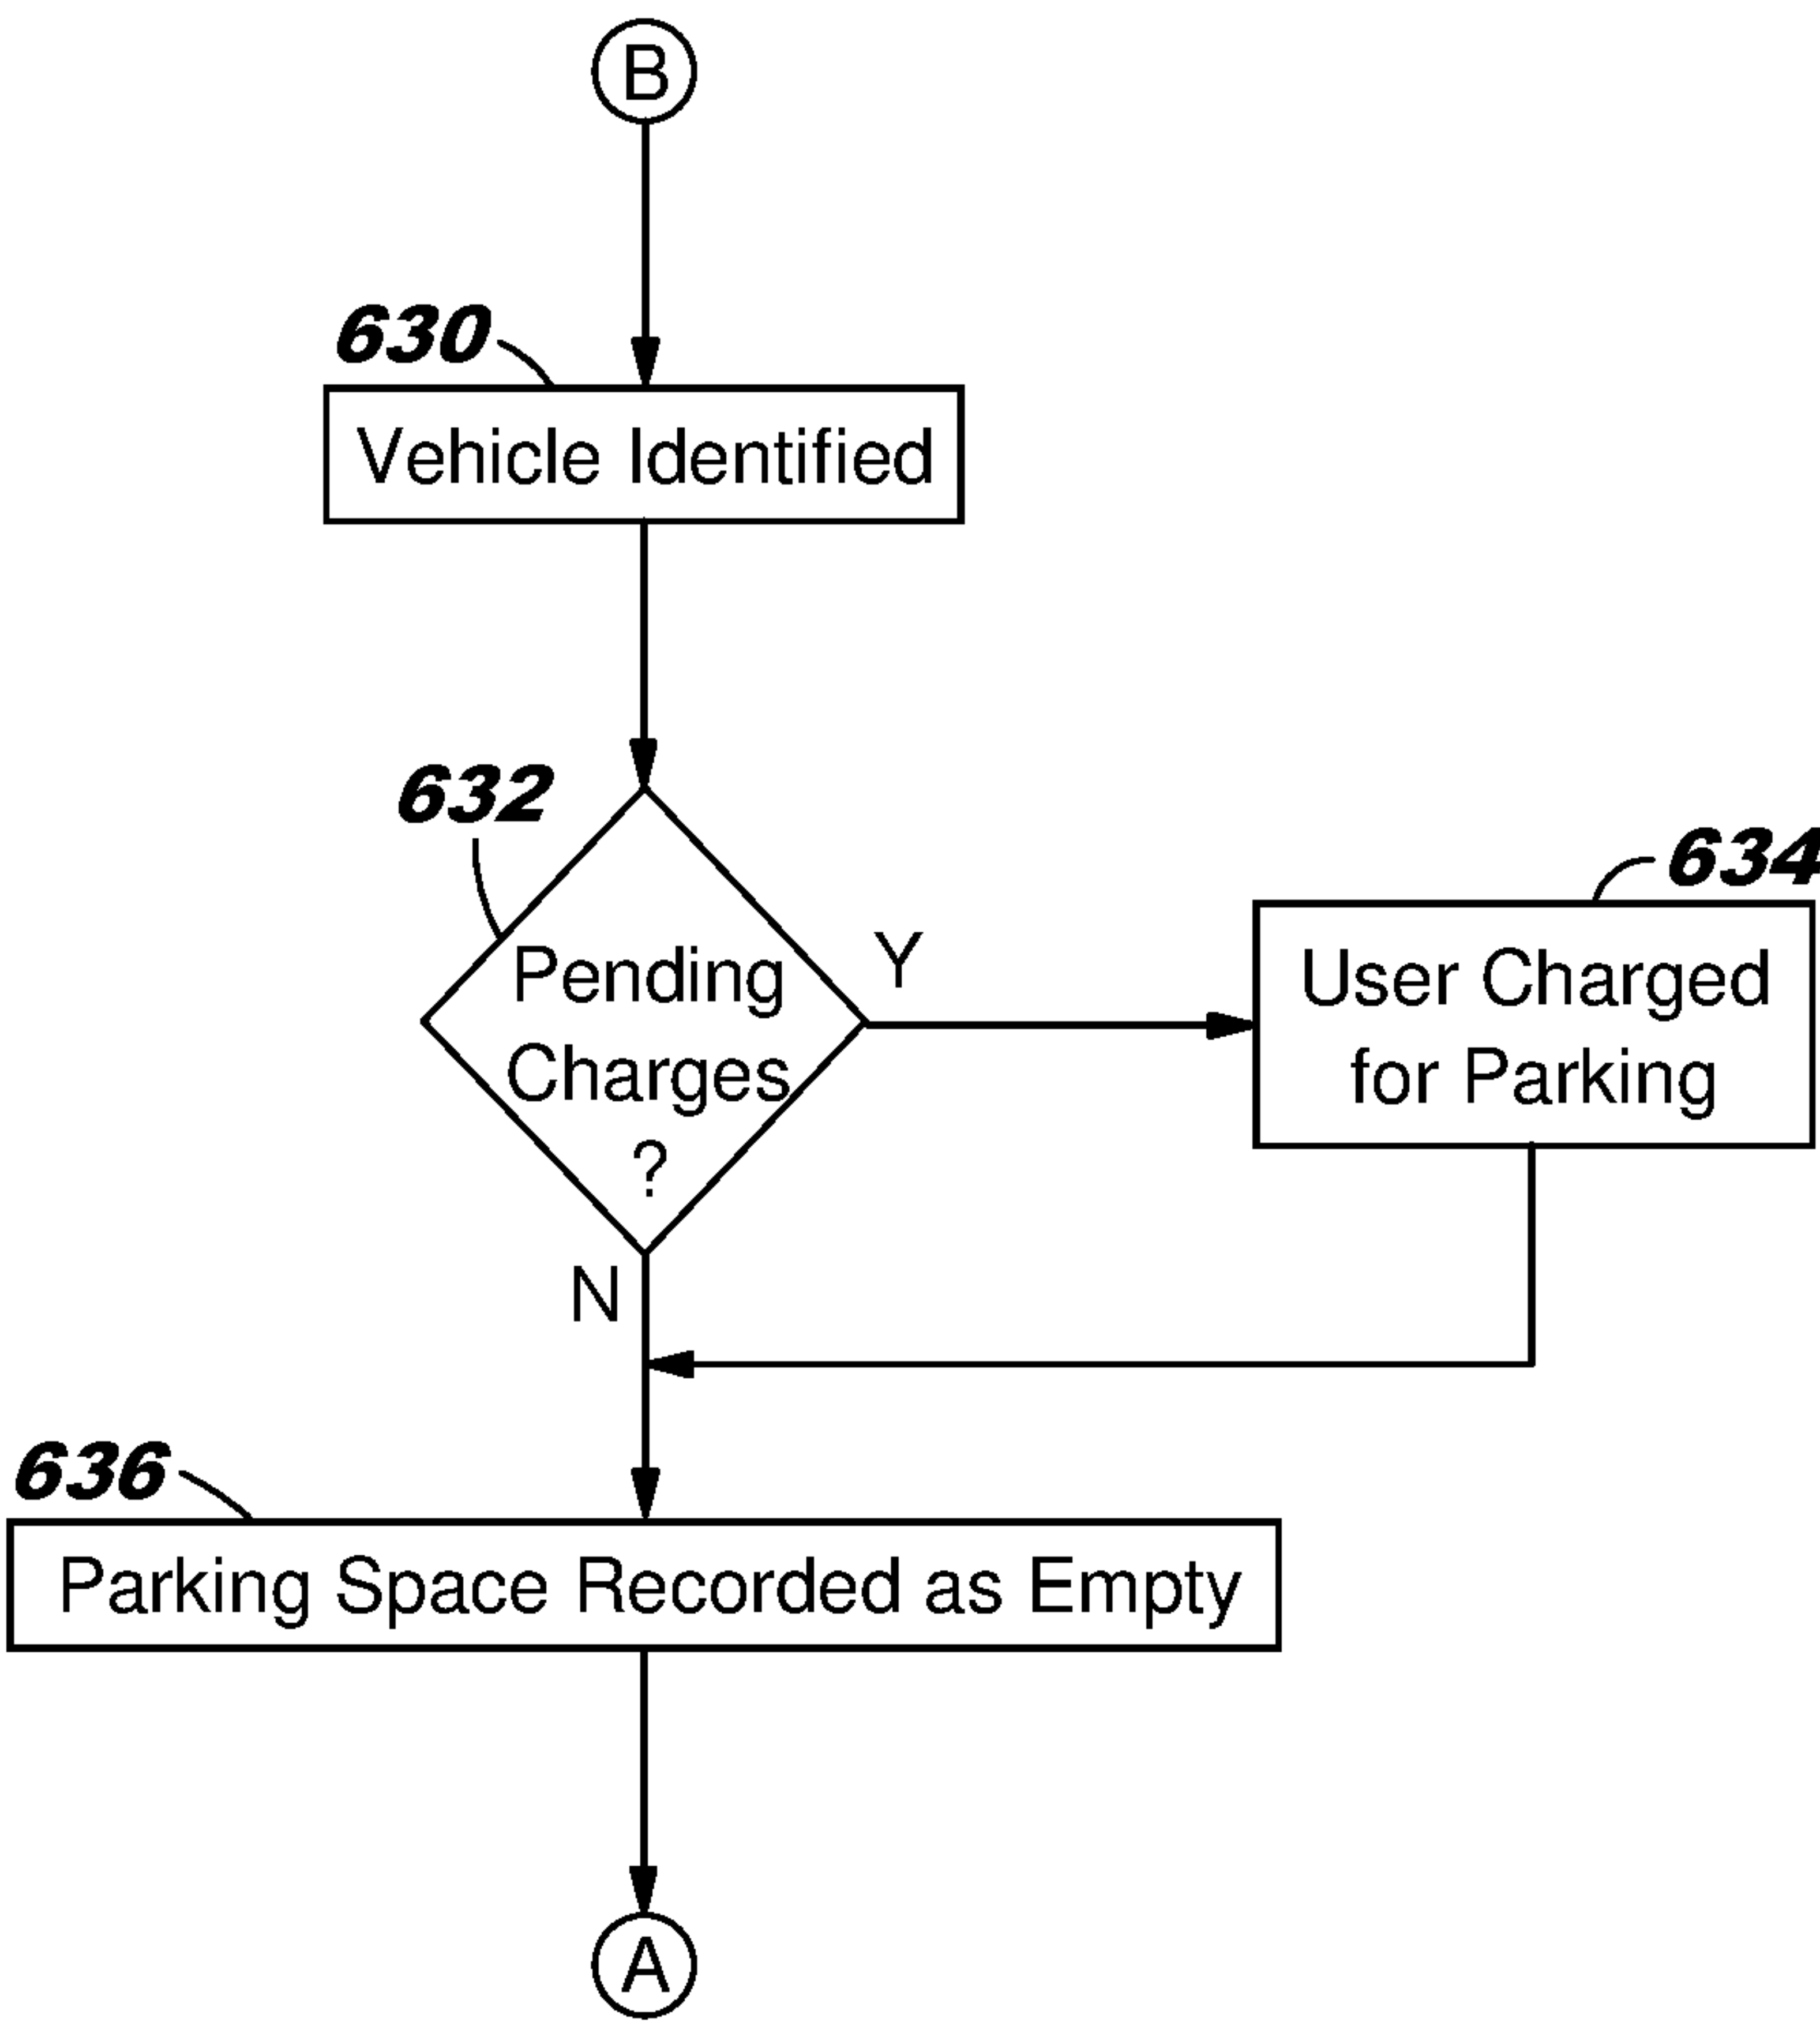 B
630
Vehicle Identified
632
634
Pending
Charges
?
Y
User Charged
for Parking
N
636
Parking Space Recorded as Empty
A